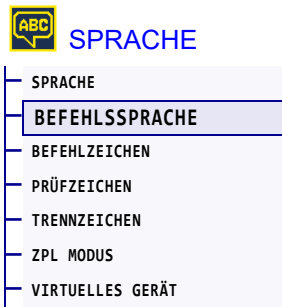 ABC
SPRACHE
SPRACHE
BEFEHLSSPRACHE
BEFEHLZEICHEN
PRÜFZEICHEN
TRENNZEICHEN
ZPL MODUS
VIRTUELLES GERÄT